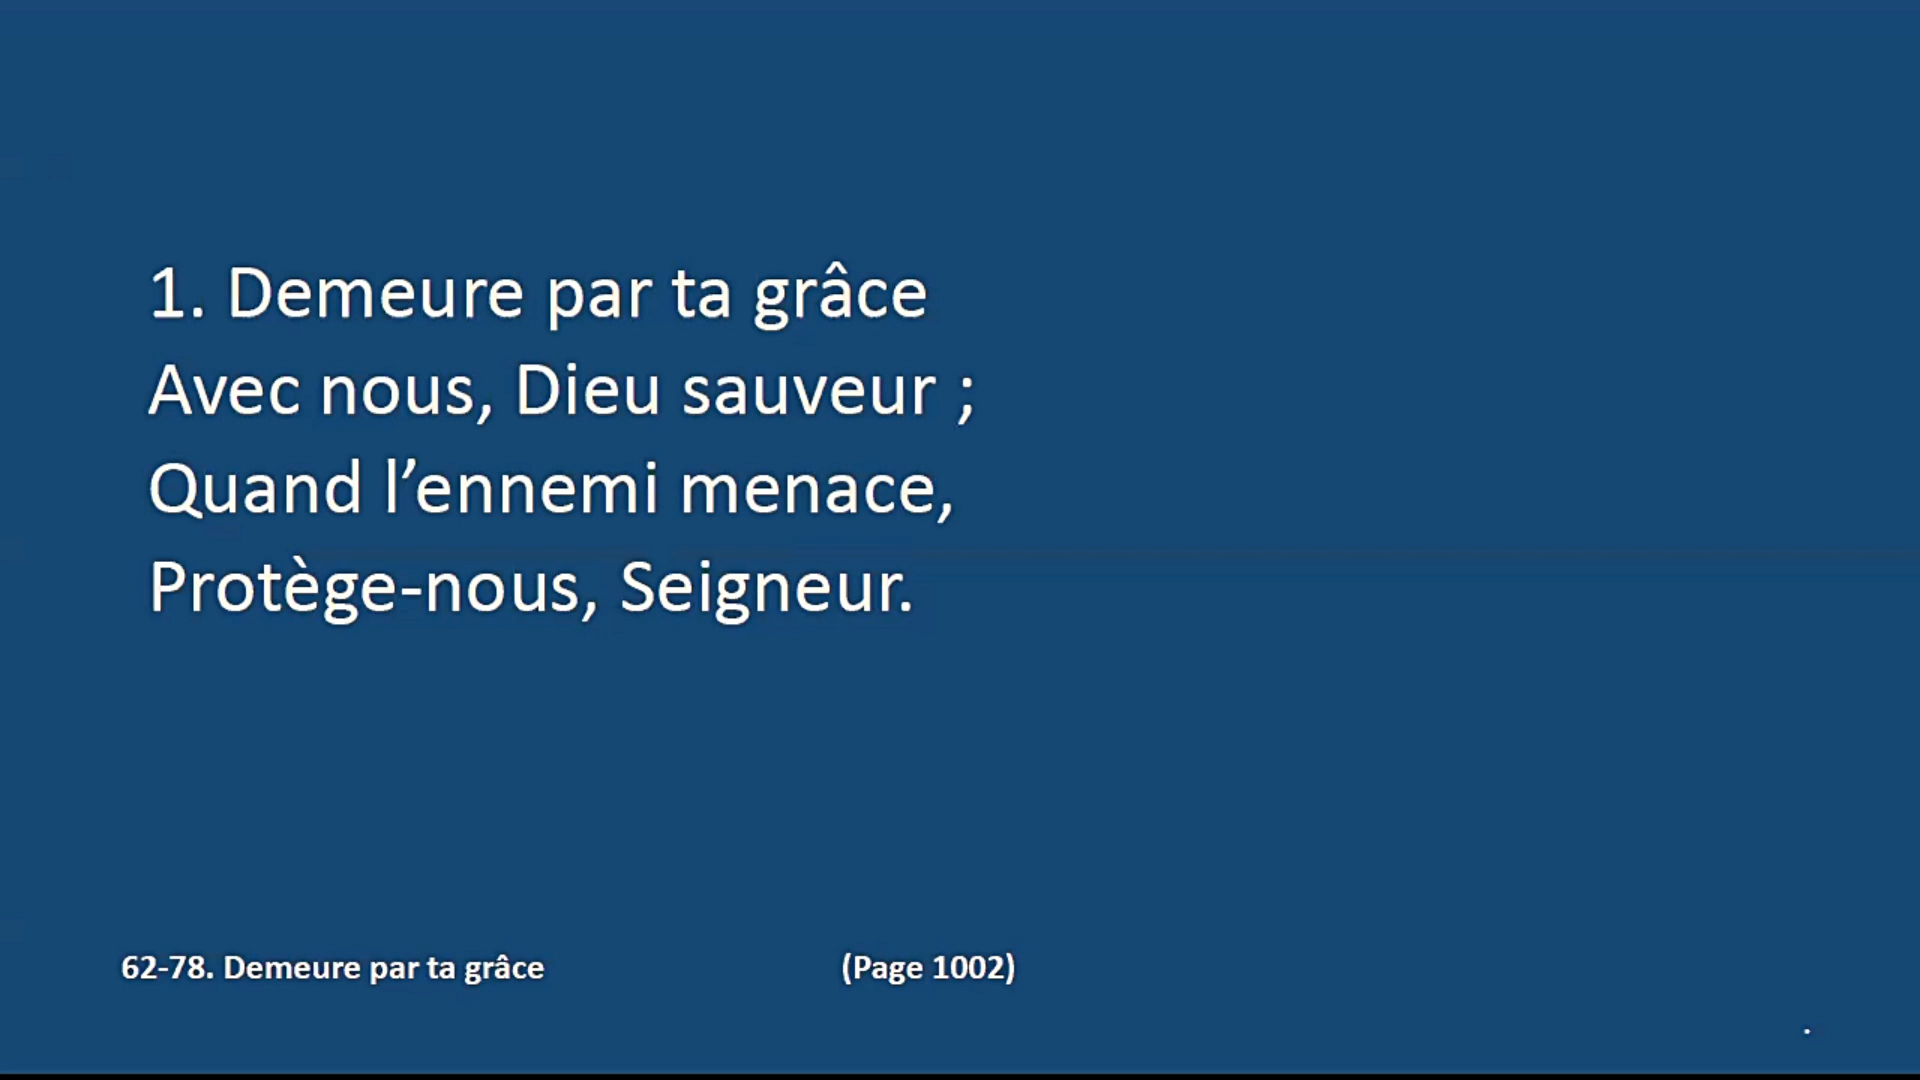 1. Demeure par ta grâce
Avec nous, Dieu sauveur ;
Quand l’ennemi menace,
Protège-nous, Seigneur.
62-78. Demeure par ta grâce (Page 1002)